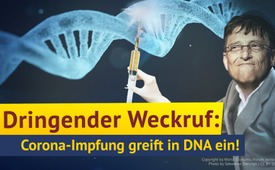 Dringender Weckruf:
Corona-Impfung greift in DNA ein!